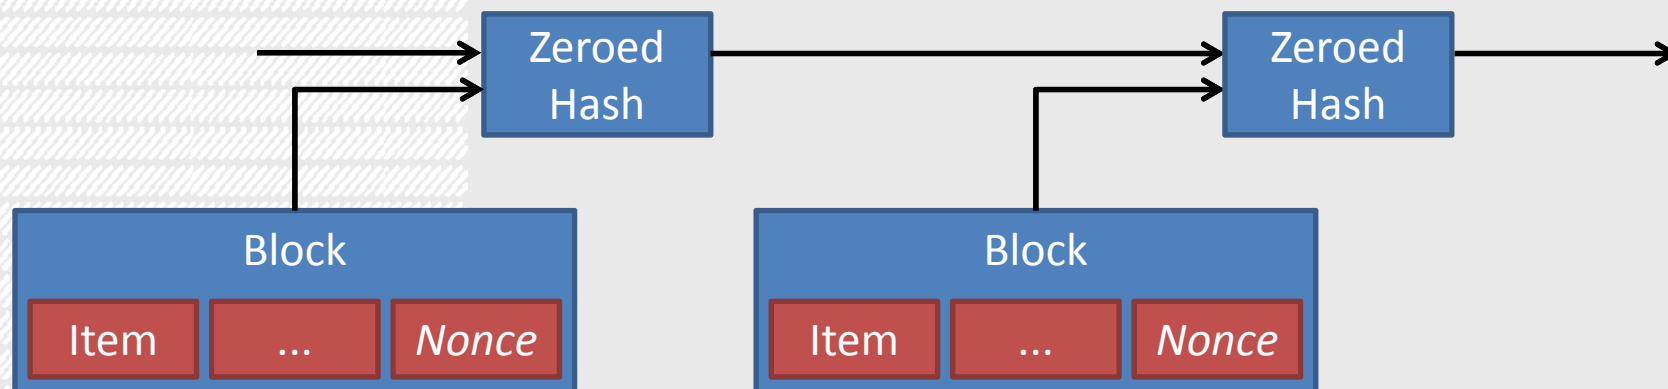 Zeroed
Hash
Zeroed
Hash
Block
Block
Item
...
Nonce
Item
...
Nonce